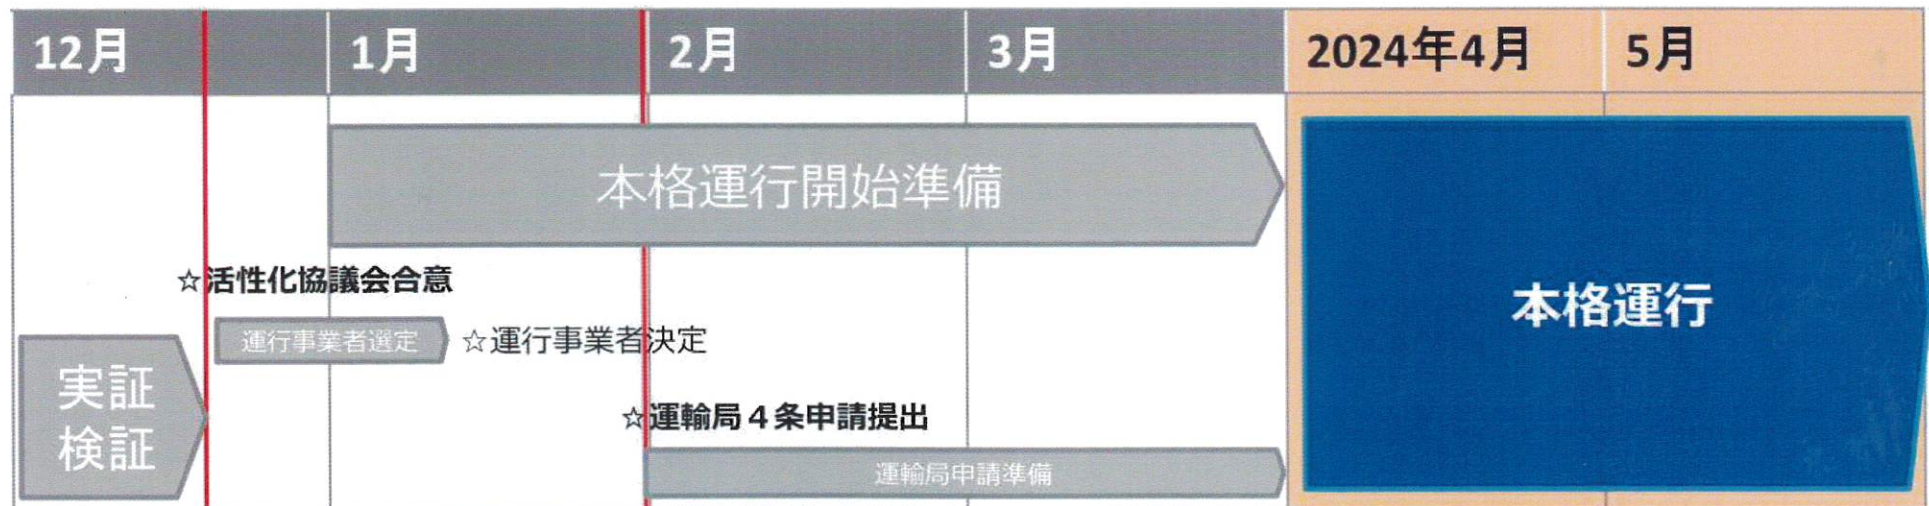 12月 1月 2月 3月 2024年4月 5月
本格運行開始準備
☆活性化協議会合意
運行事業者選定 ☆運行事業者決定
実証
検証
☆運輸局４条申請提出
運輸局申請準備
本格運行